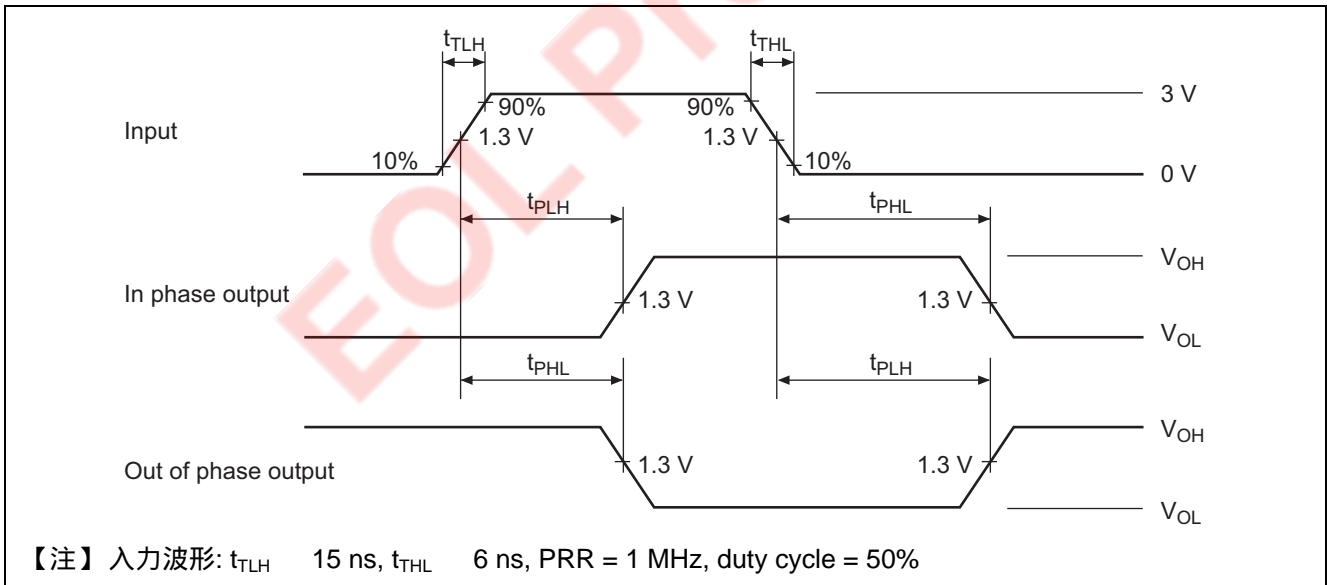 EOL Pr
tTLH tTHL
Input 10% 90% 1.3 V 90% 1.3 V 10% 3 V
0 V
tPLH tPHL
In phase output 1.3 V 1.3 V VOH
VOL
tPHL tPLH
Out of phase output 1.3 V 1.3 V VOH
VOL
【注】入力波形: tTLH 15 ns, tTHL 6 ns, PRR = 1 MHz, duty cycle = 50%